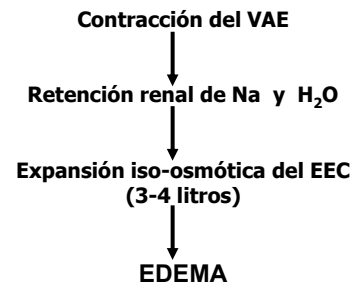 Contracción del VAE
Retención renal de Na y H₂O
Expansión iso-osmótica del EEC
(3-4 litros)
EDEMA